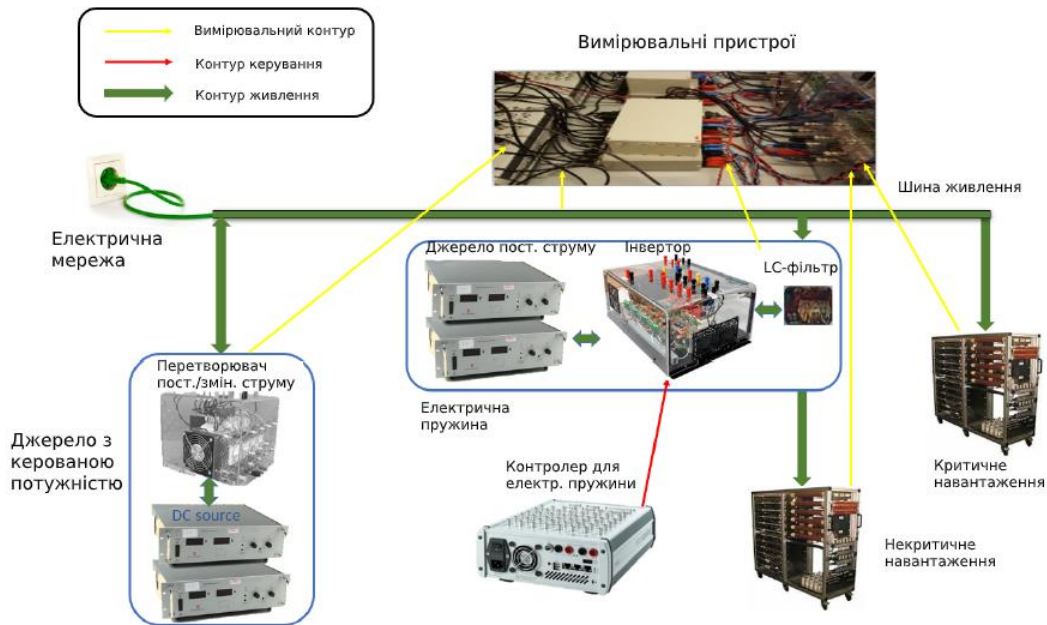 Вимірювальний контур
Контур керування
Контур живлення
Вимірювальні пристрої
Шина живлення
Електрична
мережа
Джерело пост. струму
Інвертор
LC-фільтр
Перетворювач
пост./змін. струму
Електрична
пружина
Джерело з
керованою
потужністю
DC source
Контролер для
електр. пружини
Критичне
навантаження
Некритичне
навантаження